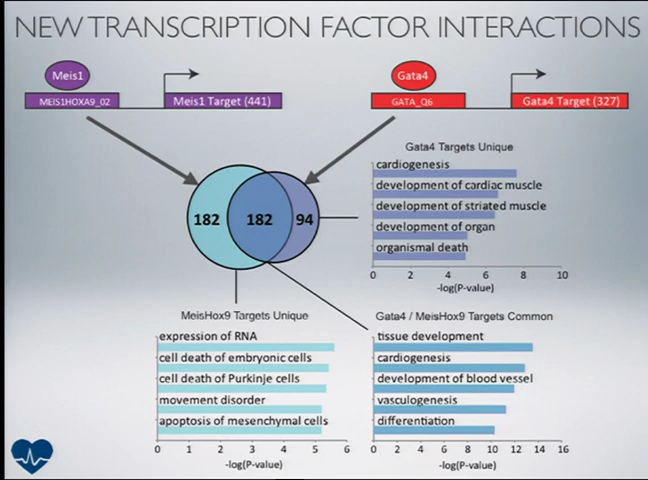 NEW TRANSCRIPTION FACTOR INTERACTIONS
Meis1
MEIS1HOXA9_02
Meis1 Target (441)
Gata4
GATA_Q6
Gata4 Target (327)
182
182
94
Gata4 Targets Unique
cardiogenesis
development of cardiac muscle
development of striated muscle
development of organ
organismal death
0 2 4 6 8 10
-log(P-value)
MeisHox9 Targets Unique
expression of RNA
cell death of embryonic cells
cell death of Purkinje cells
movement disorder
apoptosis of mesenchymal cells
0 1 2 3 4 5 6
-log(P-value)
Gata4 / MeisHox9 Targets Common
tissue development
cardiogenesis
development of blood vessel
vasculogenesis
differentiation
0 2 4 6 8 10 12 14 16
-log(P-value)